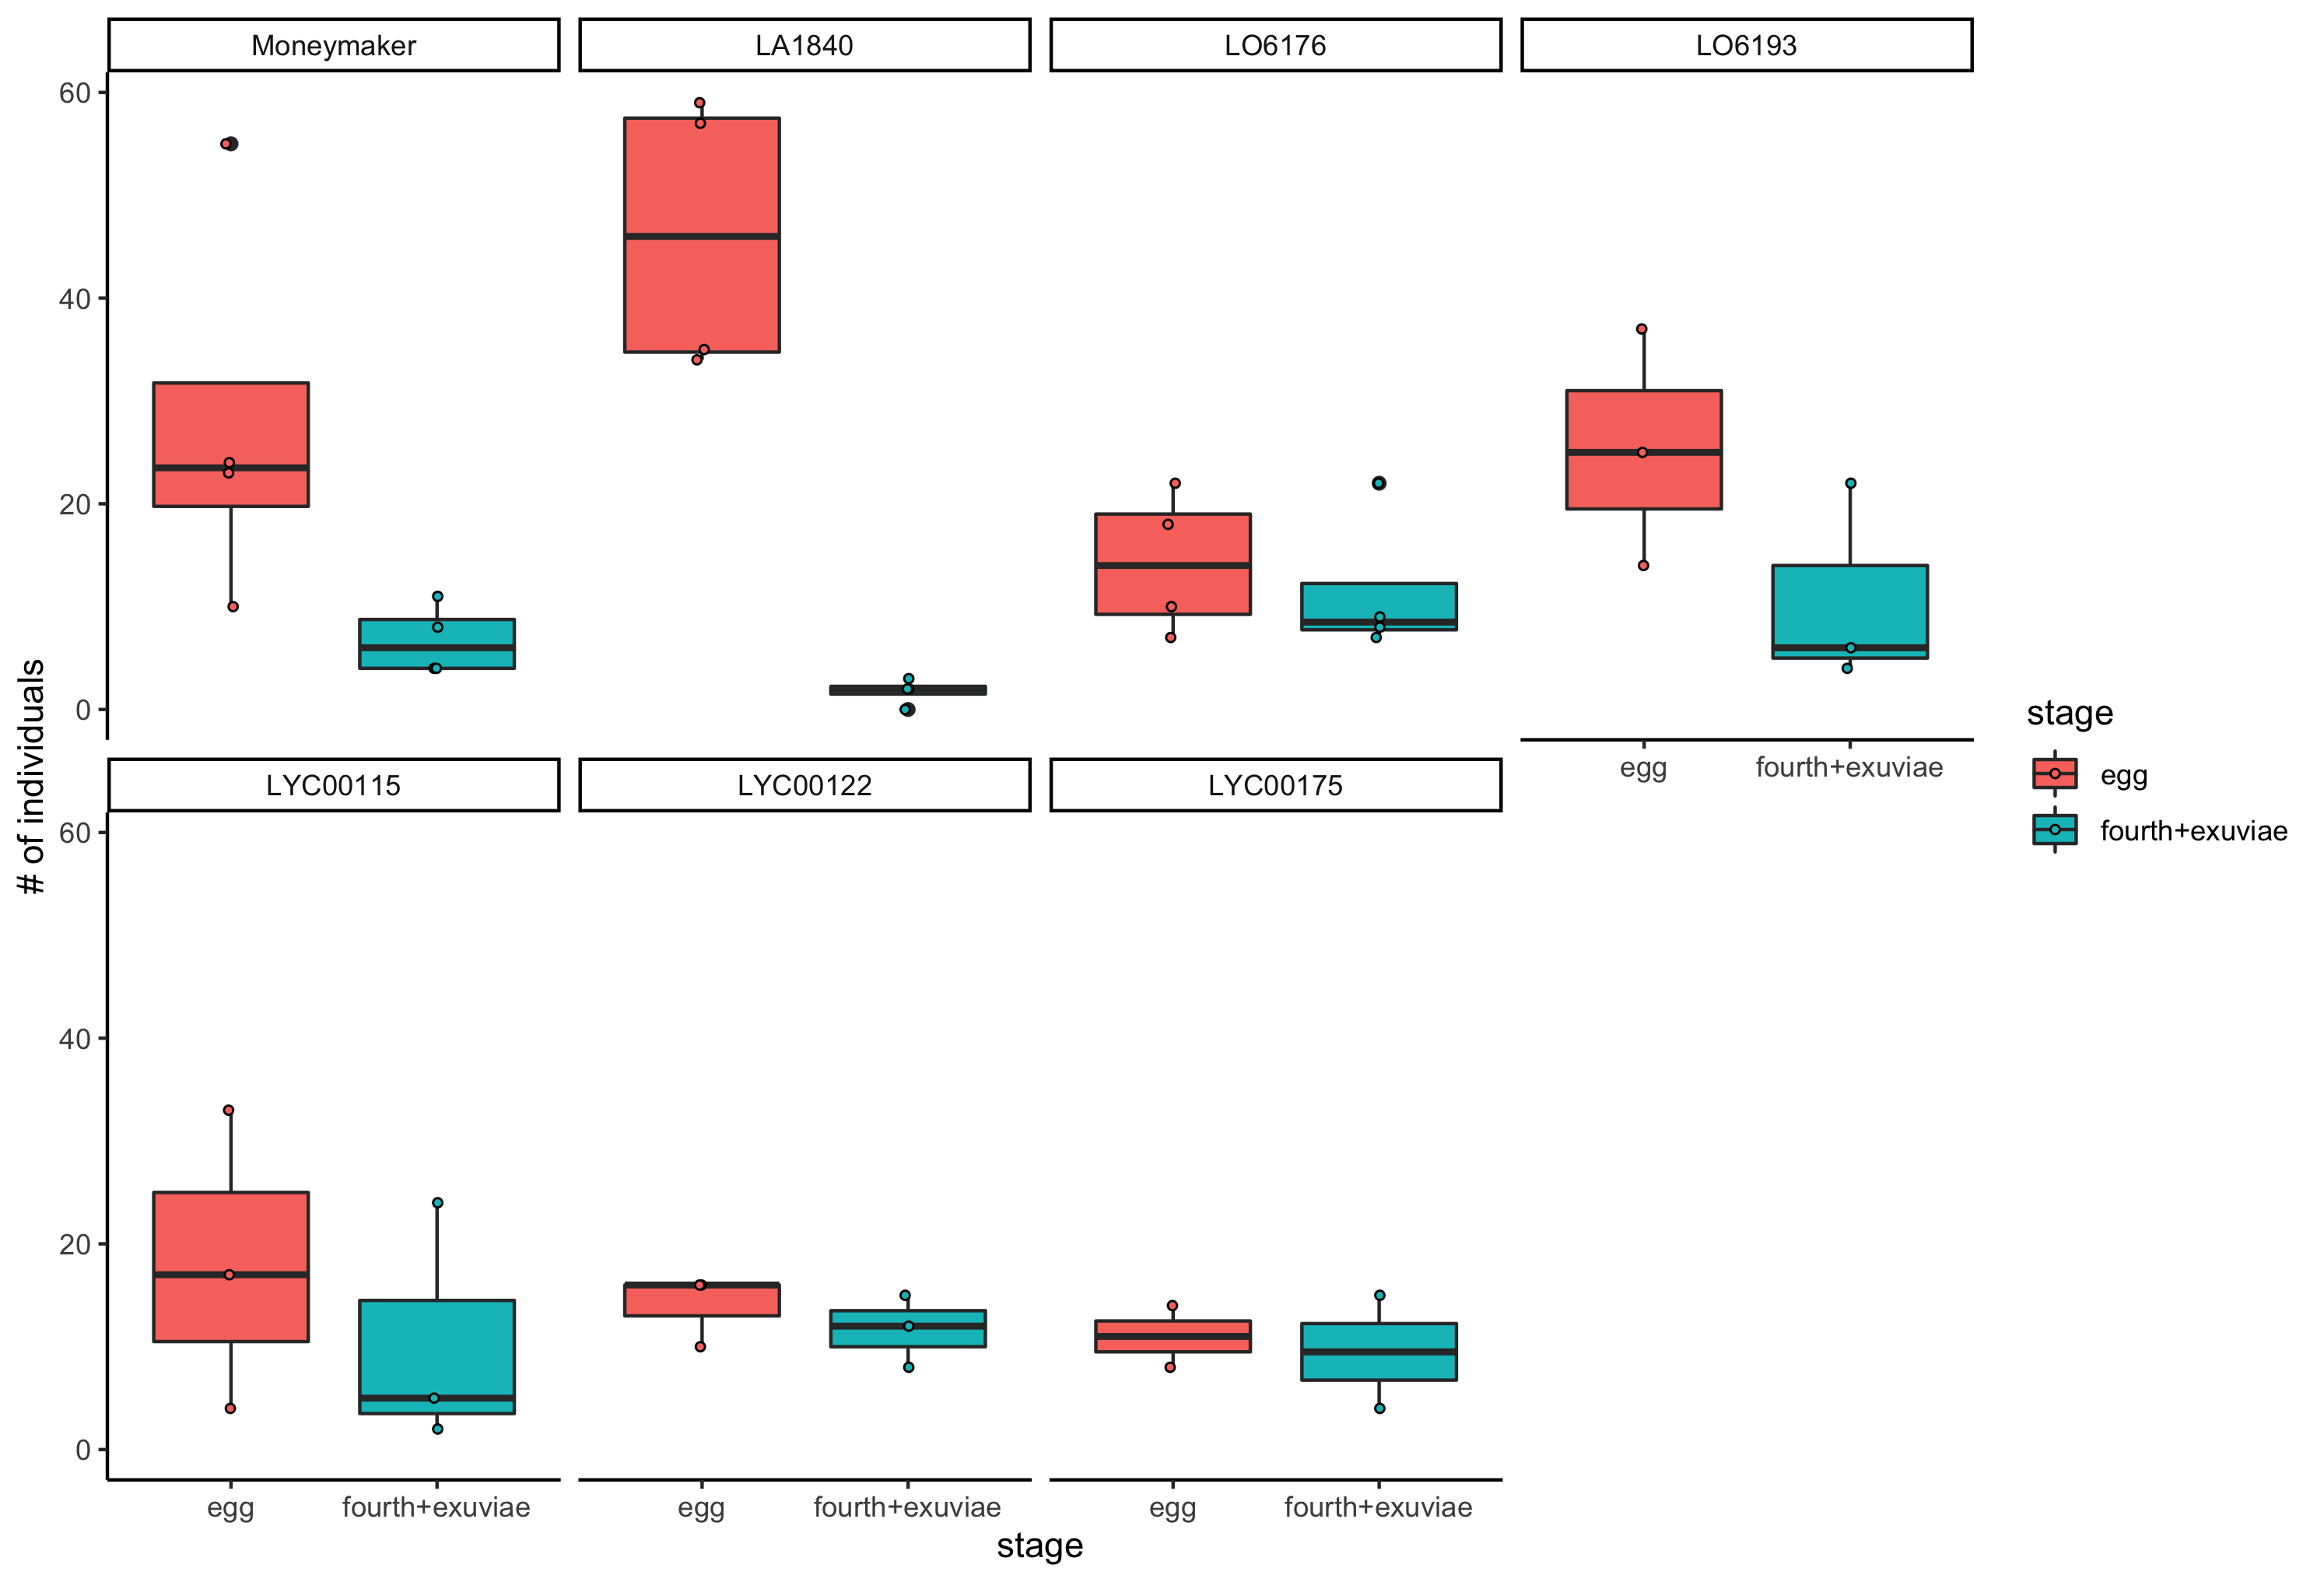 Moneymaker
LA1840
LO6176
LO6193
60
40
20
0
# of individuals
egg
fourth+exuviae
stage
egg
fourth+exuviae
LYC00115
LYC00122
LYC00175
60
40
20
0
egg
fourth+exuviae
egg
fourth+exuviae
egg
fourth+exuviae
stage